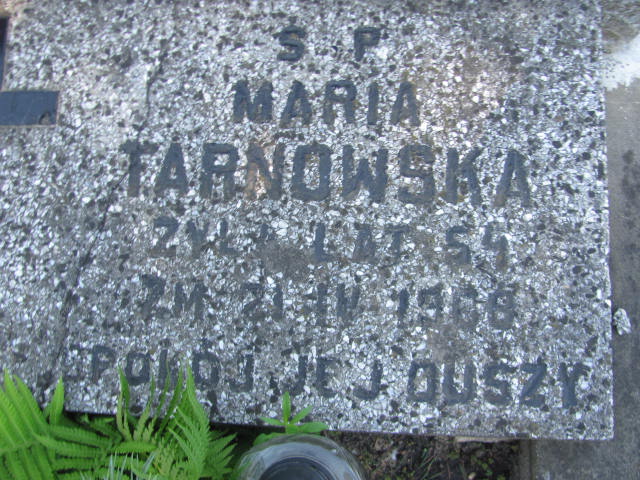 Ś P
MARIA
TARNOWSKA
ŻYŁA LAT 54
ZM 21 IV 1968
POKÓJ JEJ DUSZY